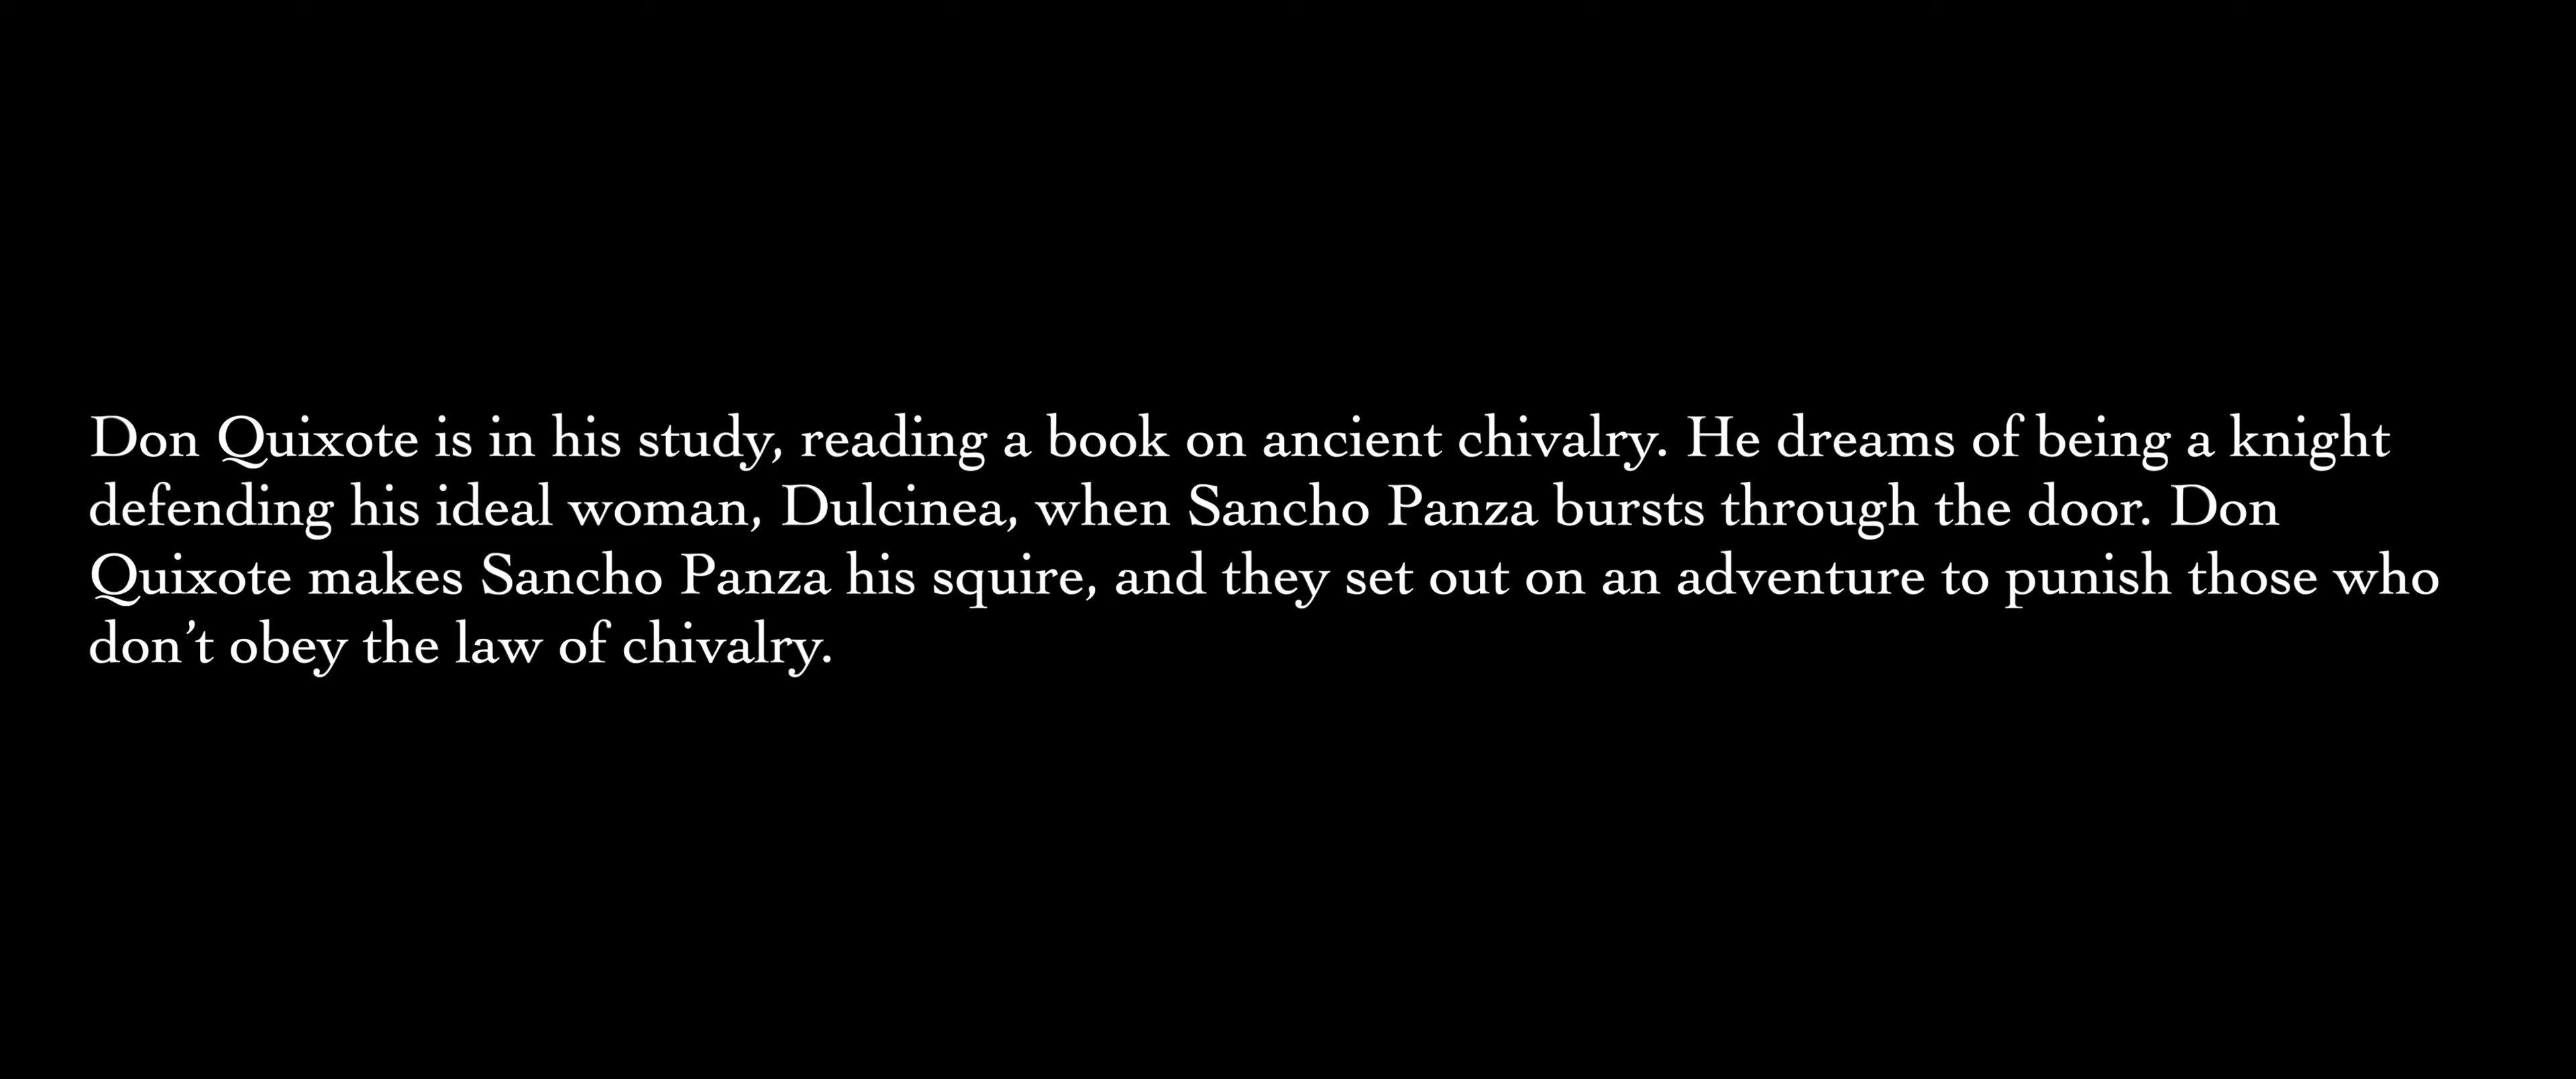 Don Quixote is in his study, reading a book on ancient chivalry. He dreams of being a knight
defending his ideal woman, Dulcinea, when Sancho Panza bursts through the door. Don
Quixote makes Sancho Panza his squire, and they set out on an adventure to punish those who
don’t obey the law of chivalry.